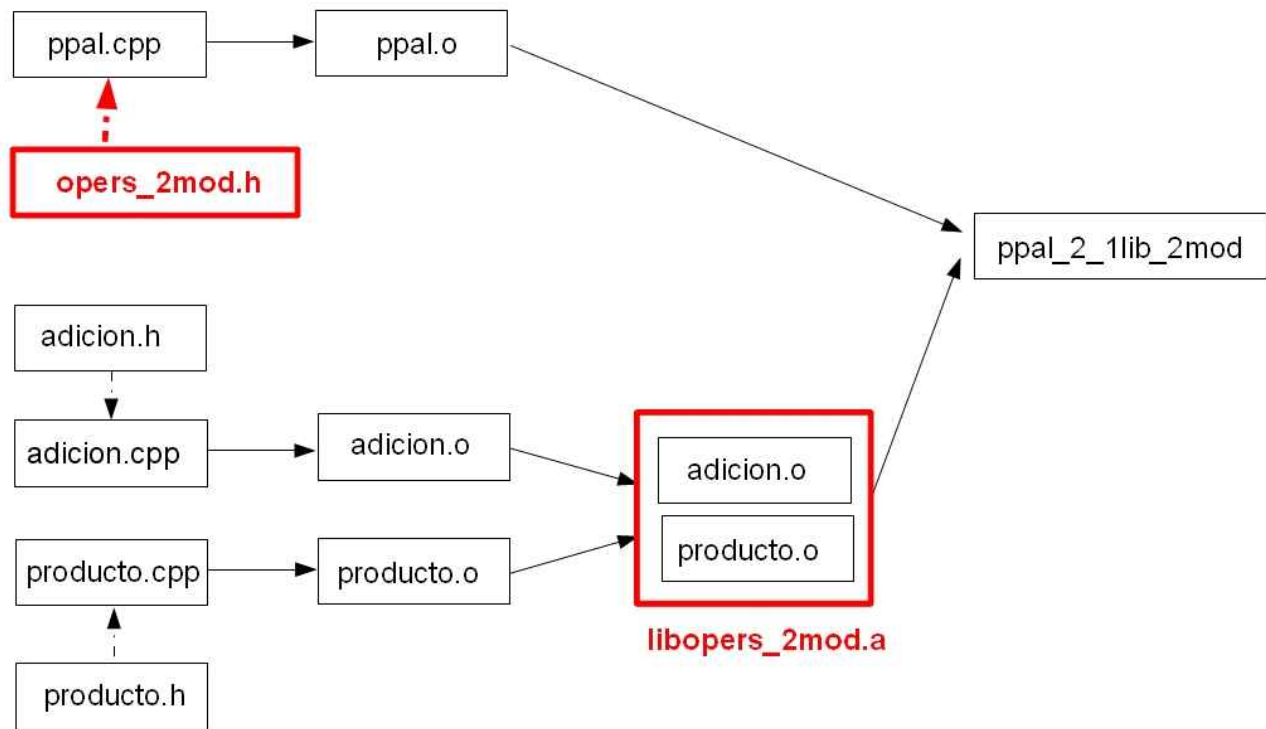 ppal.cpp
ppal.o
opers_2mod.h
ppal_2_1lib_2mod
adicion.h
adicion.cpp
adicion.o
adicion.o
producto.cpp
producto.o
producto.o
libopers_2mod.a
producto.h